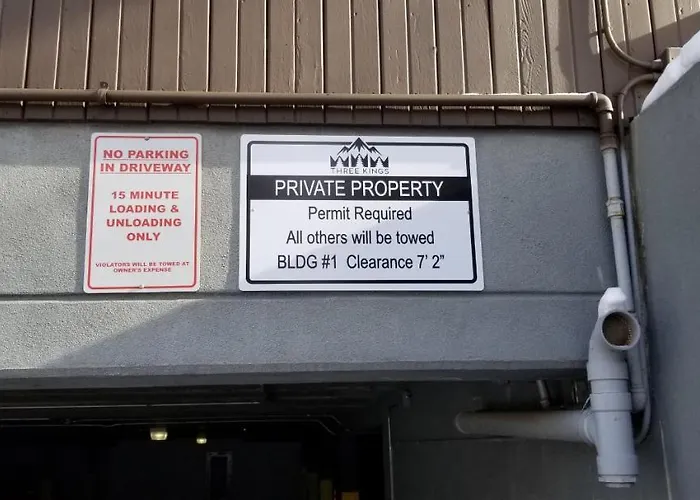 NO PARKING
IN DRIVEWAY
15 MINUTE
LOADING &
UNLOADING
ONLY
VIOLATORS WILL BE TOWED AT
OWNER'S EXPENSE
THREE KINGS
PRIVATE PROPERTY
Permit Required
All others will be towed
BLDG #1 Clearance 7' 2"